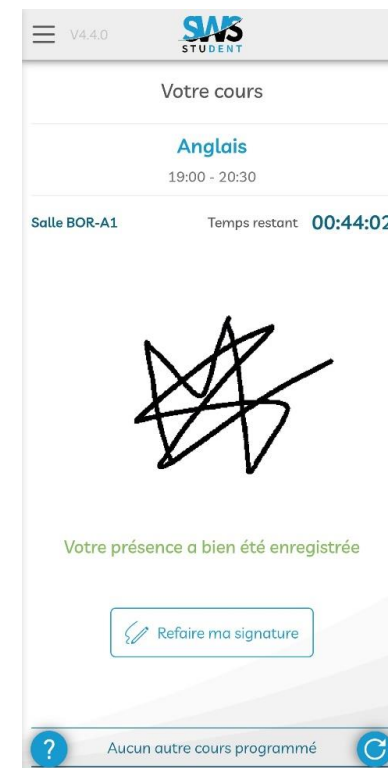 V4.4.0
SWS
STUDENT
Votre cours
Anglais
19:00 - 20:30
Salle BOR-A1 Temps restant 00:44:02
Votre présence a bien été enregistrée
Refaire ma signature
? Aucun autre cours programmé